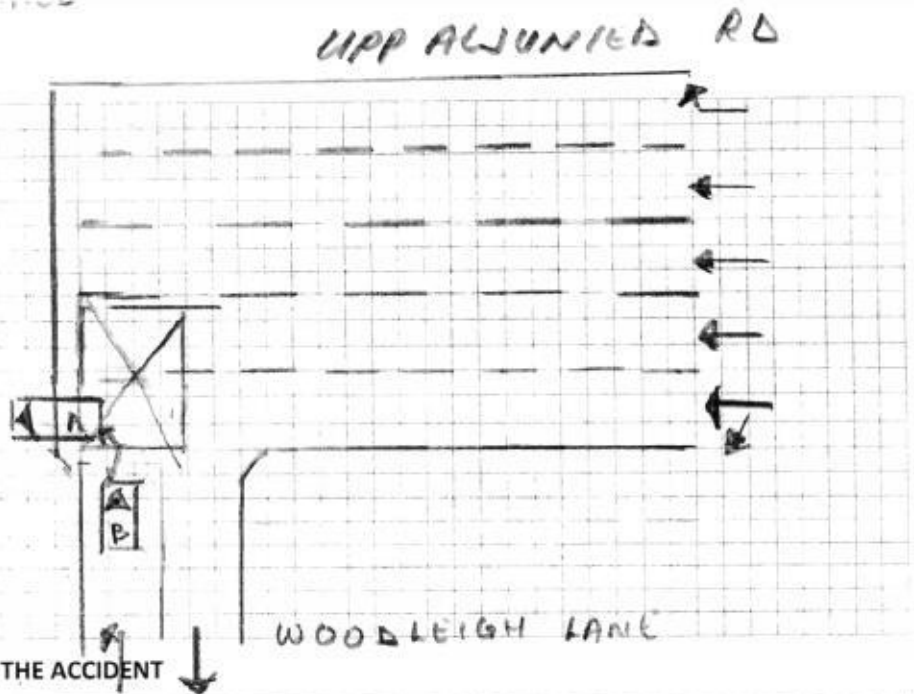 UPP ALJUNIED RD
A
B
WOODLEIGH LANE
THE ACCIDENT